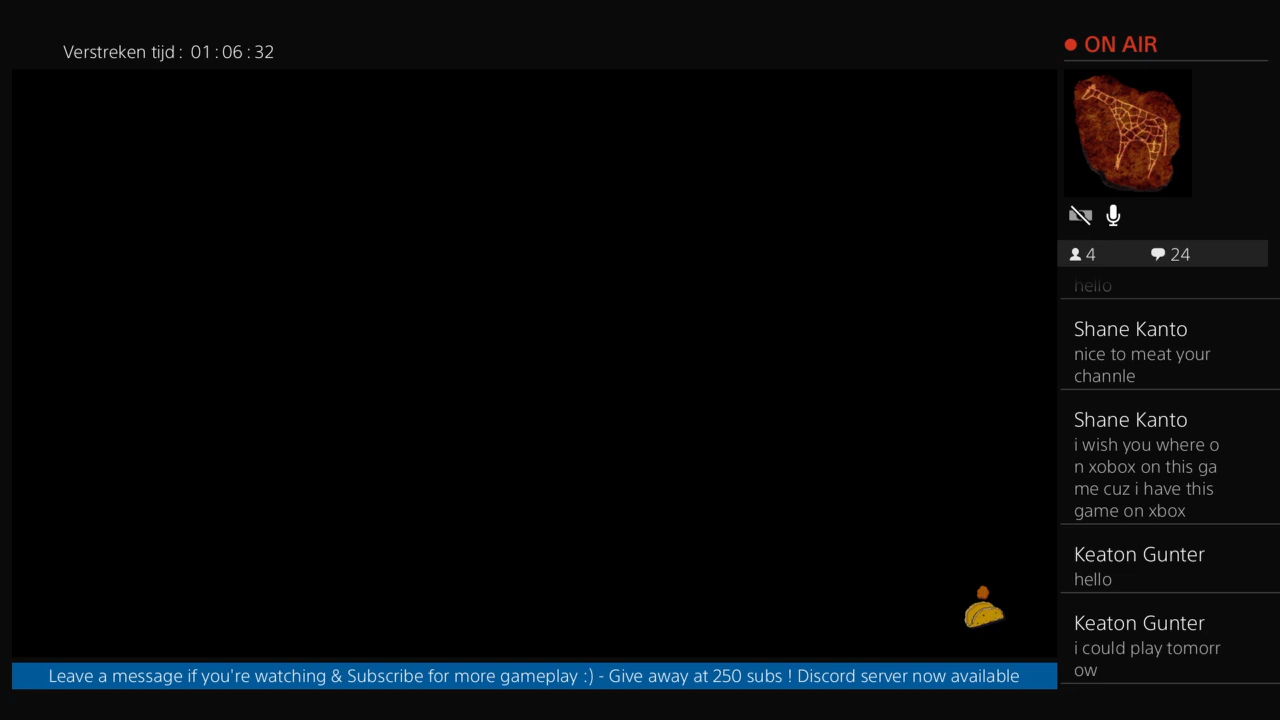 Verstreken tijd : 01 : 06 : 32
ON AIR
4 24
hello
Shane Kanto
nice to meat your
channle
Shane Kanto
i wish you where o
n xobox on this ga
me cuz i have this
game on xbox
Keaton Gunter
hello
Keaton Gunter
i could play tomorr
ow
Leave a message if you're watching & Subscribe for more gameplay :) - Give away at 250 subs ! Discord server now available